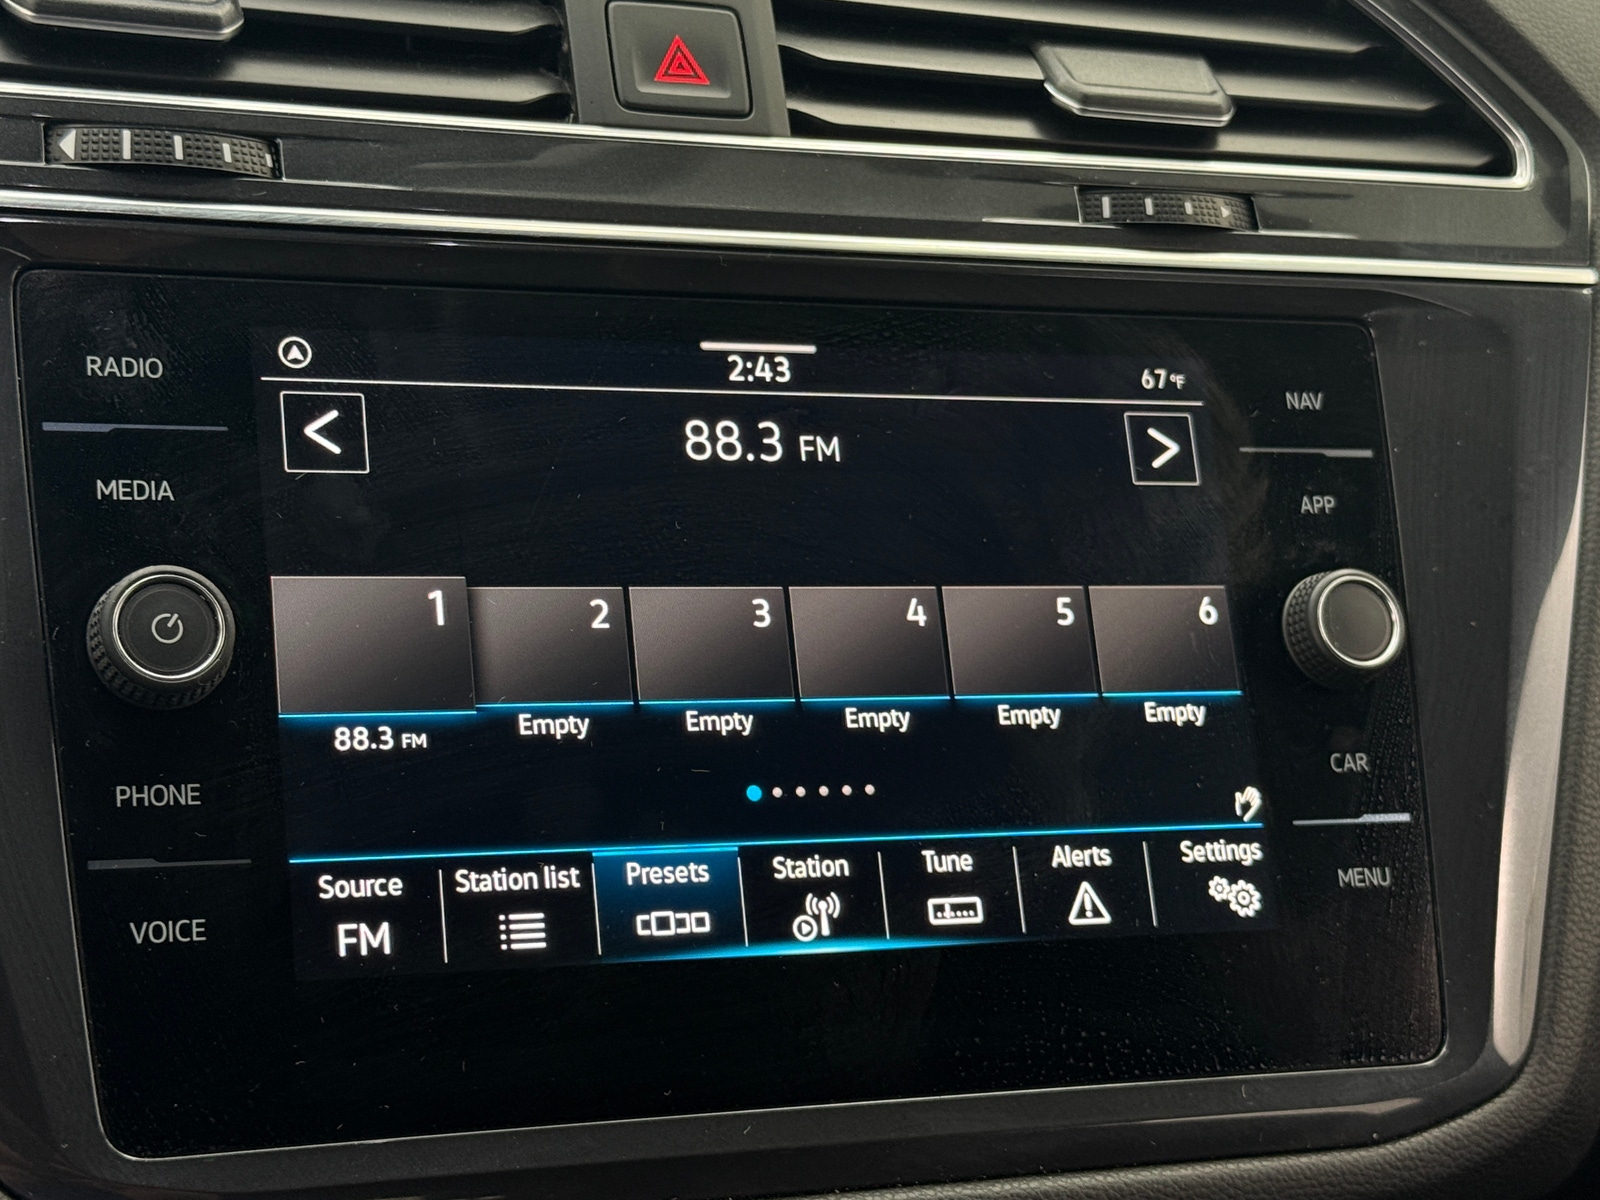 RADIO
MEDIA
PHONE
VOICE
2:43
67°F
88.3 FM
1
2
3
4
5
6
88.3 FM
Empty
Empty
Empty
Empty
Empty
Source
FM
Station list
Presets
Station
Tune
Alerts
Settings
NAV
APP
CAR
MENU